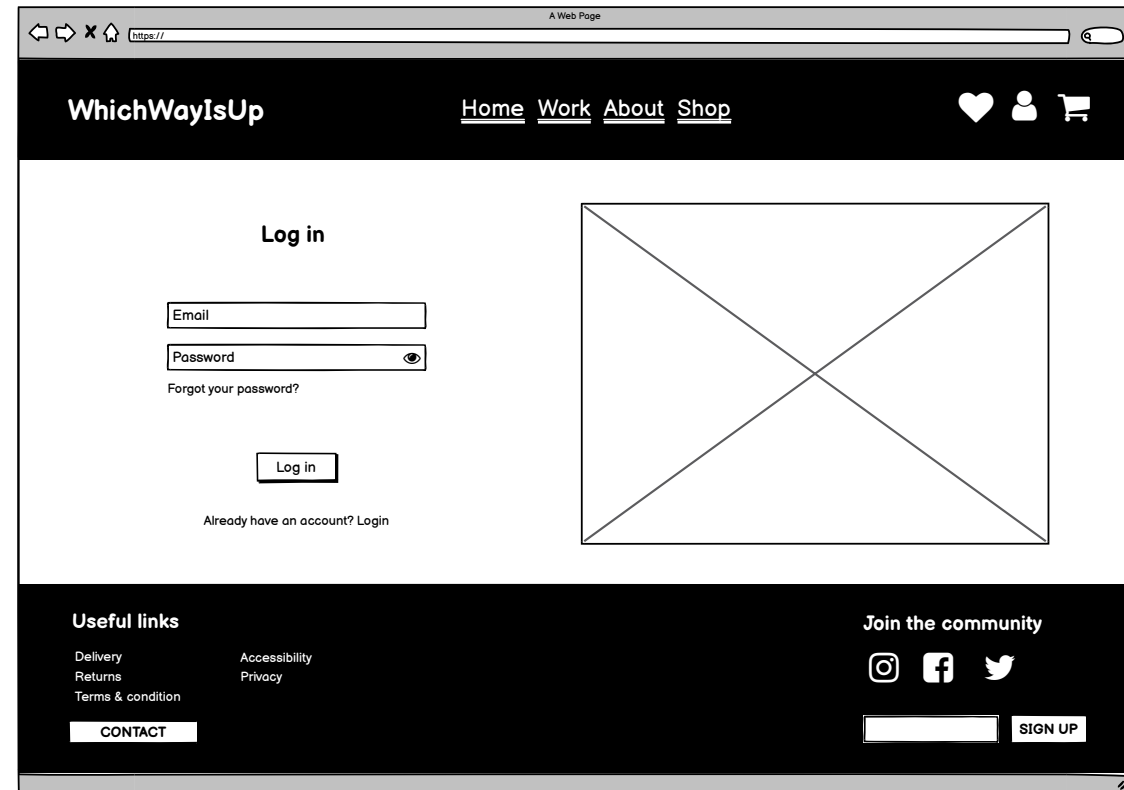 A Web Page
https://
WhichWayIsUp
Home Work About Shop
Log in
Email
Password
Forgot your password?
Log in
Already have an account? Login
Useful links
Delivery
Returns
Terms & condition
Accessibility
Privacy
CONTACT
Join the community
SIGN UP